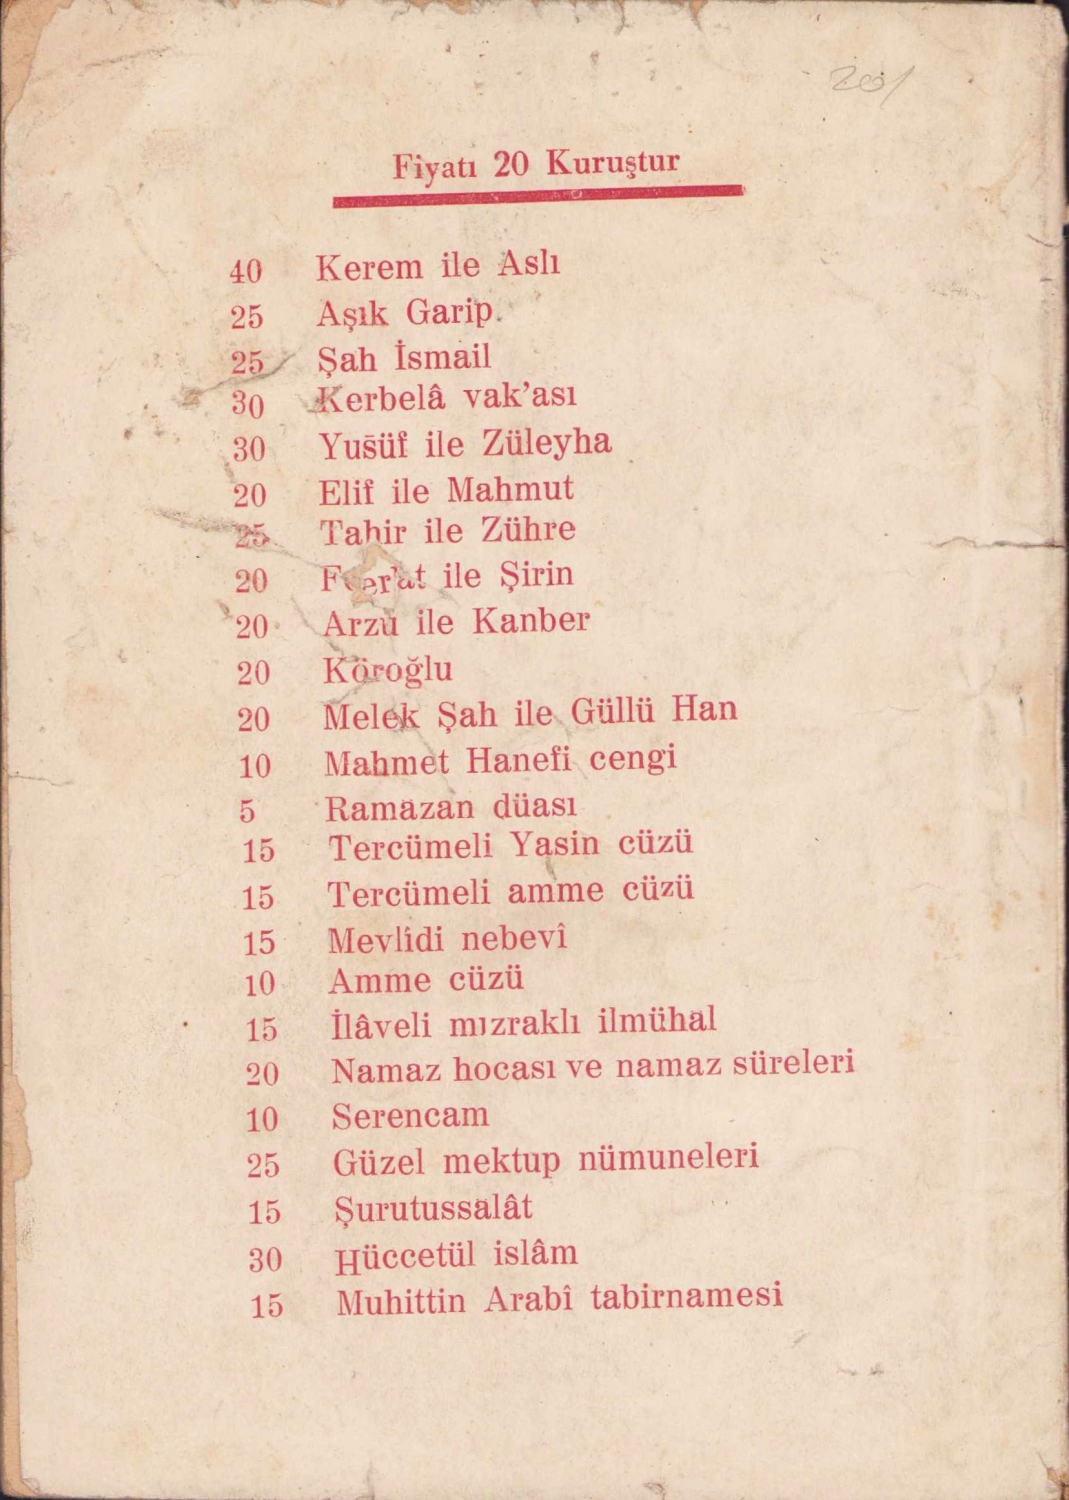 201
Fiyatı 20 Kuruştur
40 Kerem ile Aslı
25 Aşık Garip.
25 Şah İsmail
30 Kerbelâ vak'ası
30 Yusüf ile Züleyha
20 Elif ile Mahmut
25 Tahir ile Zühre
20 ile Şirin
20 Arzu ile Kanber
20 Köroğlu
20 Melek Şah ile Güllü Han
10 Mahmet Hanefi cengi
5 Ramazan düası
15 Tercümeli Yasin cüzü
15 Tercümeli amme cüzü
15 Mevlîdi nebevî
10 Amme cüzü
15 İlâveli mızraklı ilmühal
20 Namaz hocası ve namaz süreleri
10 Serencam
25 Güzel mektup nümuneleri
15 Şurutussalât
30 Hüccetül islâm
15 Muhittin Arabî tabirnamesi